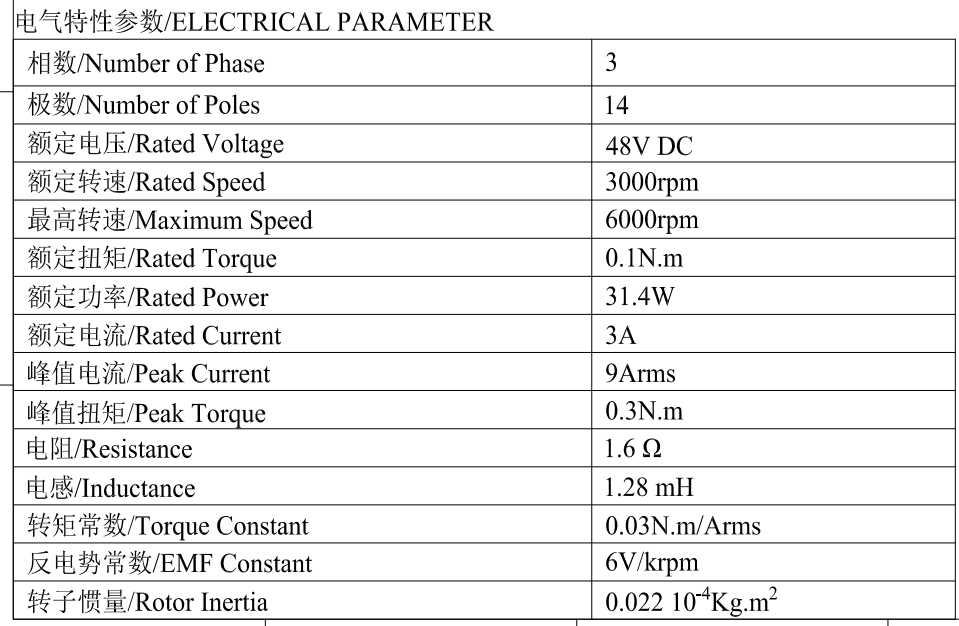 电气特性参数/ELECTRICAL PARAMETER
相数/Number of Phase 3
极数/Number of Poles 14
额定电压/Rated Voltage 48V DC
额定转速/Rated Speed 3000rpm
最高转速/Maximum Speed 6000rpm
额定扭矩/Rated Torque 0.1N.m
额定功率/Rated Power 31.4W
额定电流/Rated Current 3A
峰值电流/Peak Current 9Arms
峰值扭矩/Peak Torque 0.3N.m
电阻/Resistance 1.6 Ω
电感/Inductance 1.28 mH
转矩常数/Torque Constant 0.03N.m/Arms
反电势常数/EMF Constant 6V/krpm
转子惯量/Rotor Inertia 0.022 10⁻⁴Kg.m²